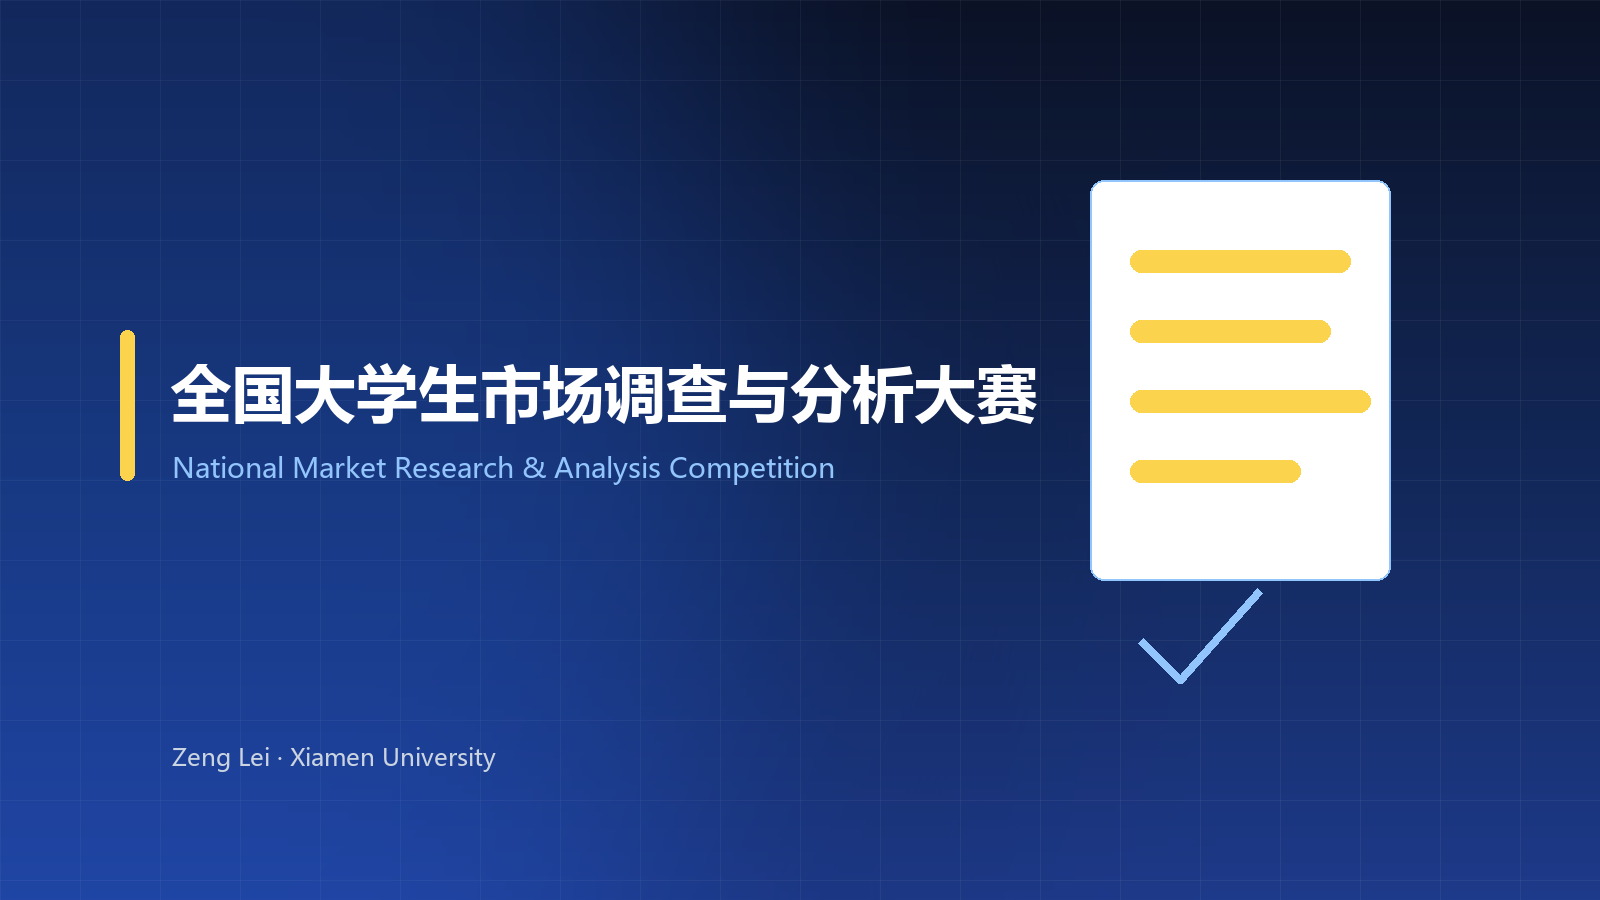 全国大学生市场调查与分析大赛
National Market Research & Analysis Competition
Zeng Lei · Xiamen University